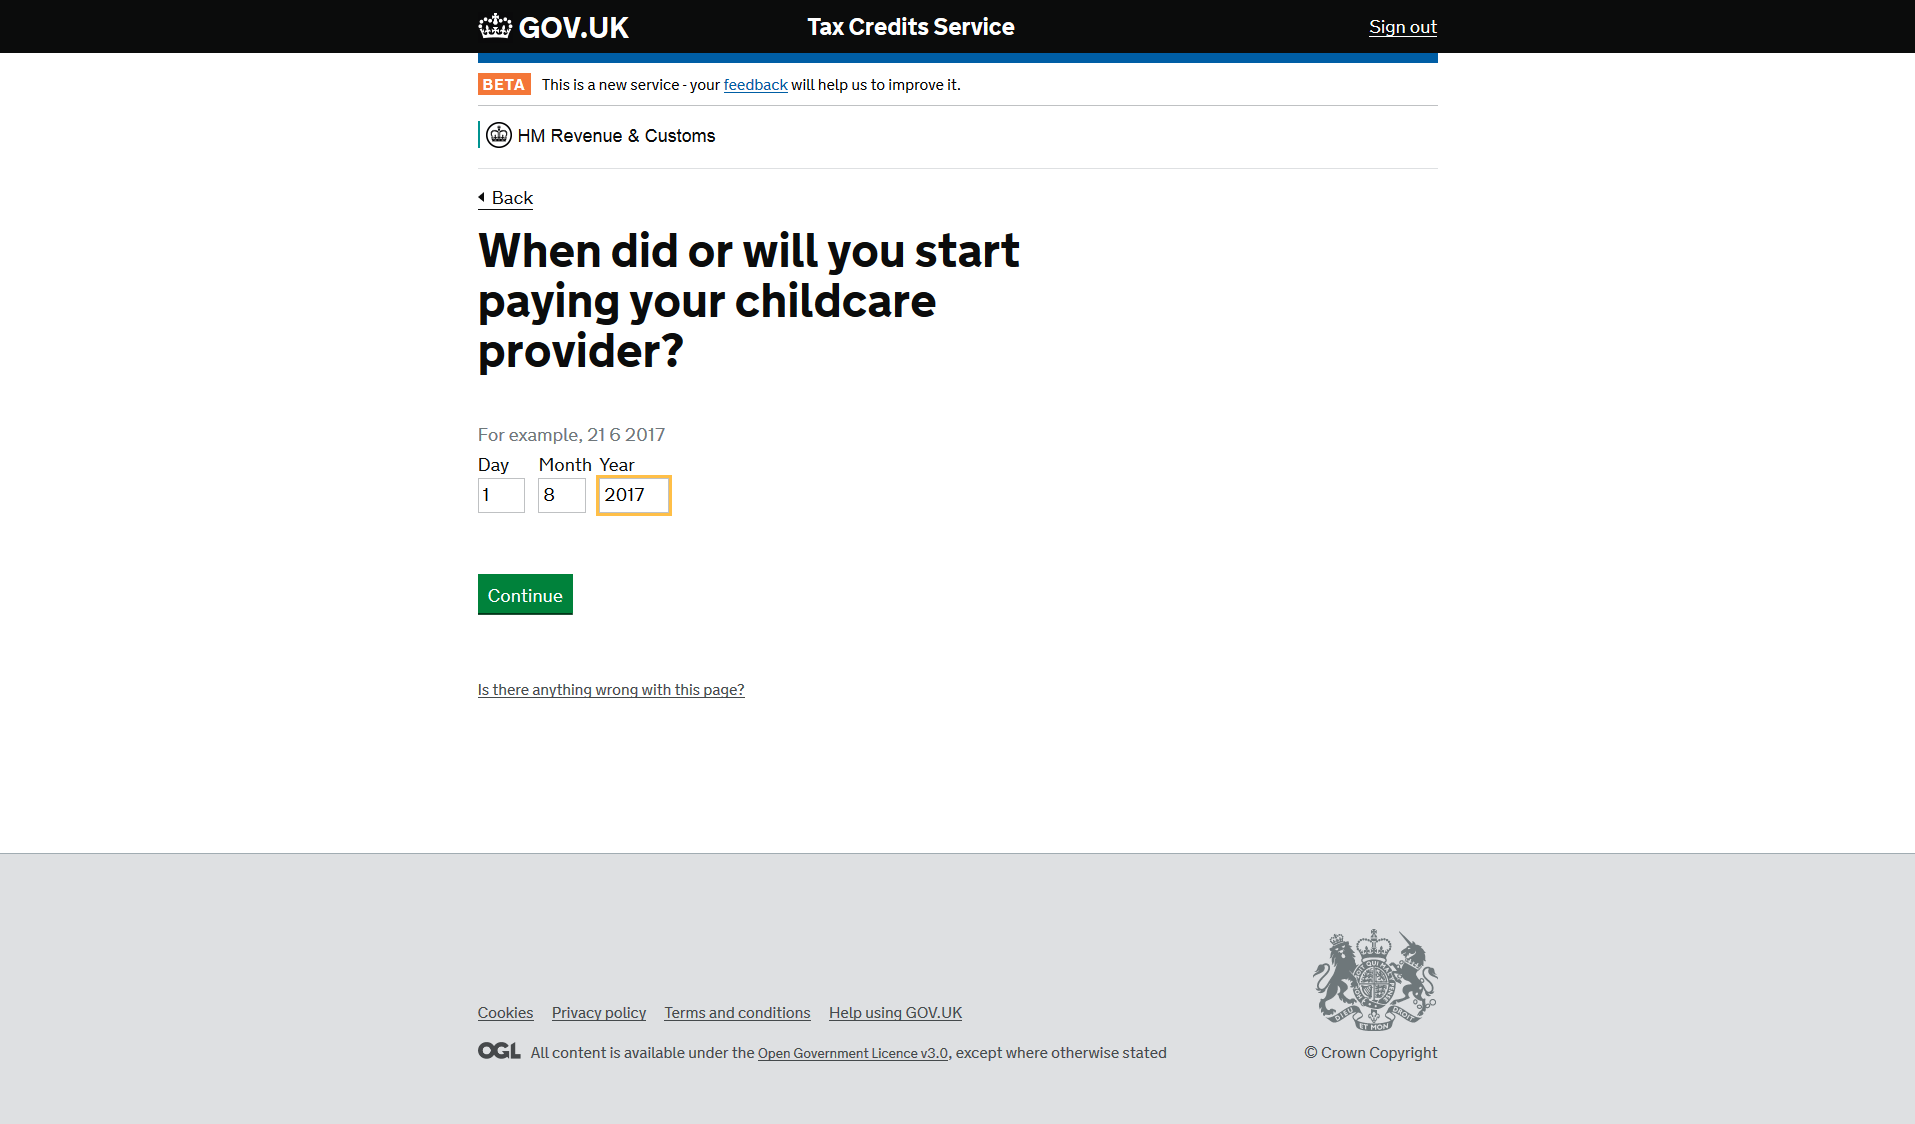 GOV.UK
Tax Credits Service
Sign out
BETA
This is a new service - your feedback will help us to improve it.
HM Revenue & Customs
Back
When did or will you start
paying your childcare
provider?
For example, 21 6 2017
Day Month Year
1 8 2017
Continue
Is there anything wrong with this page?
Cookies Privacy policy Terms and conditions Help using GOV.UK
OGL All content is available under the Open Government Licence v3.0, except where otherwise stated
DIEU ET MON DROIT
© Crown Copyright